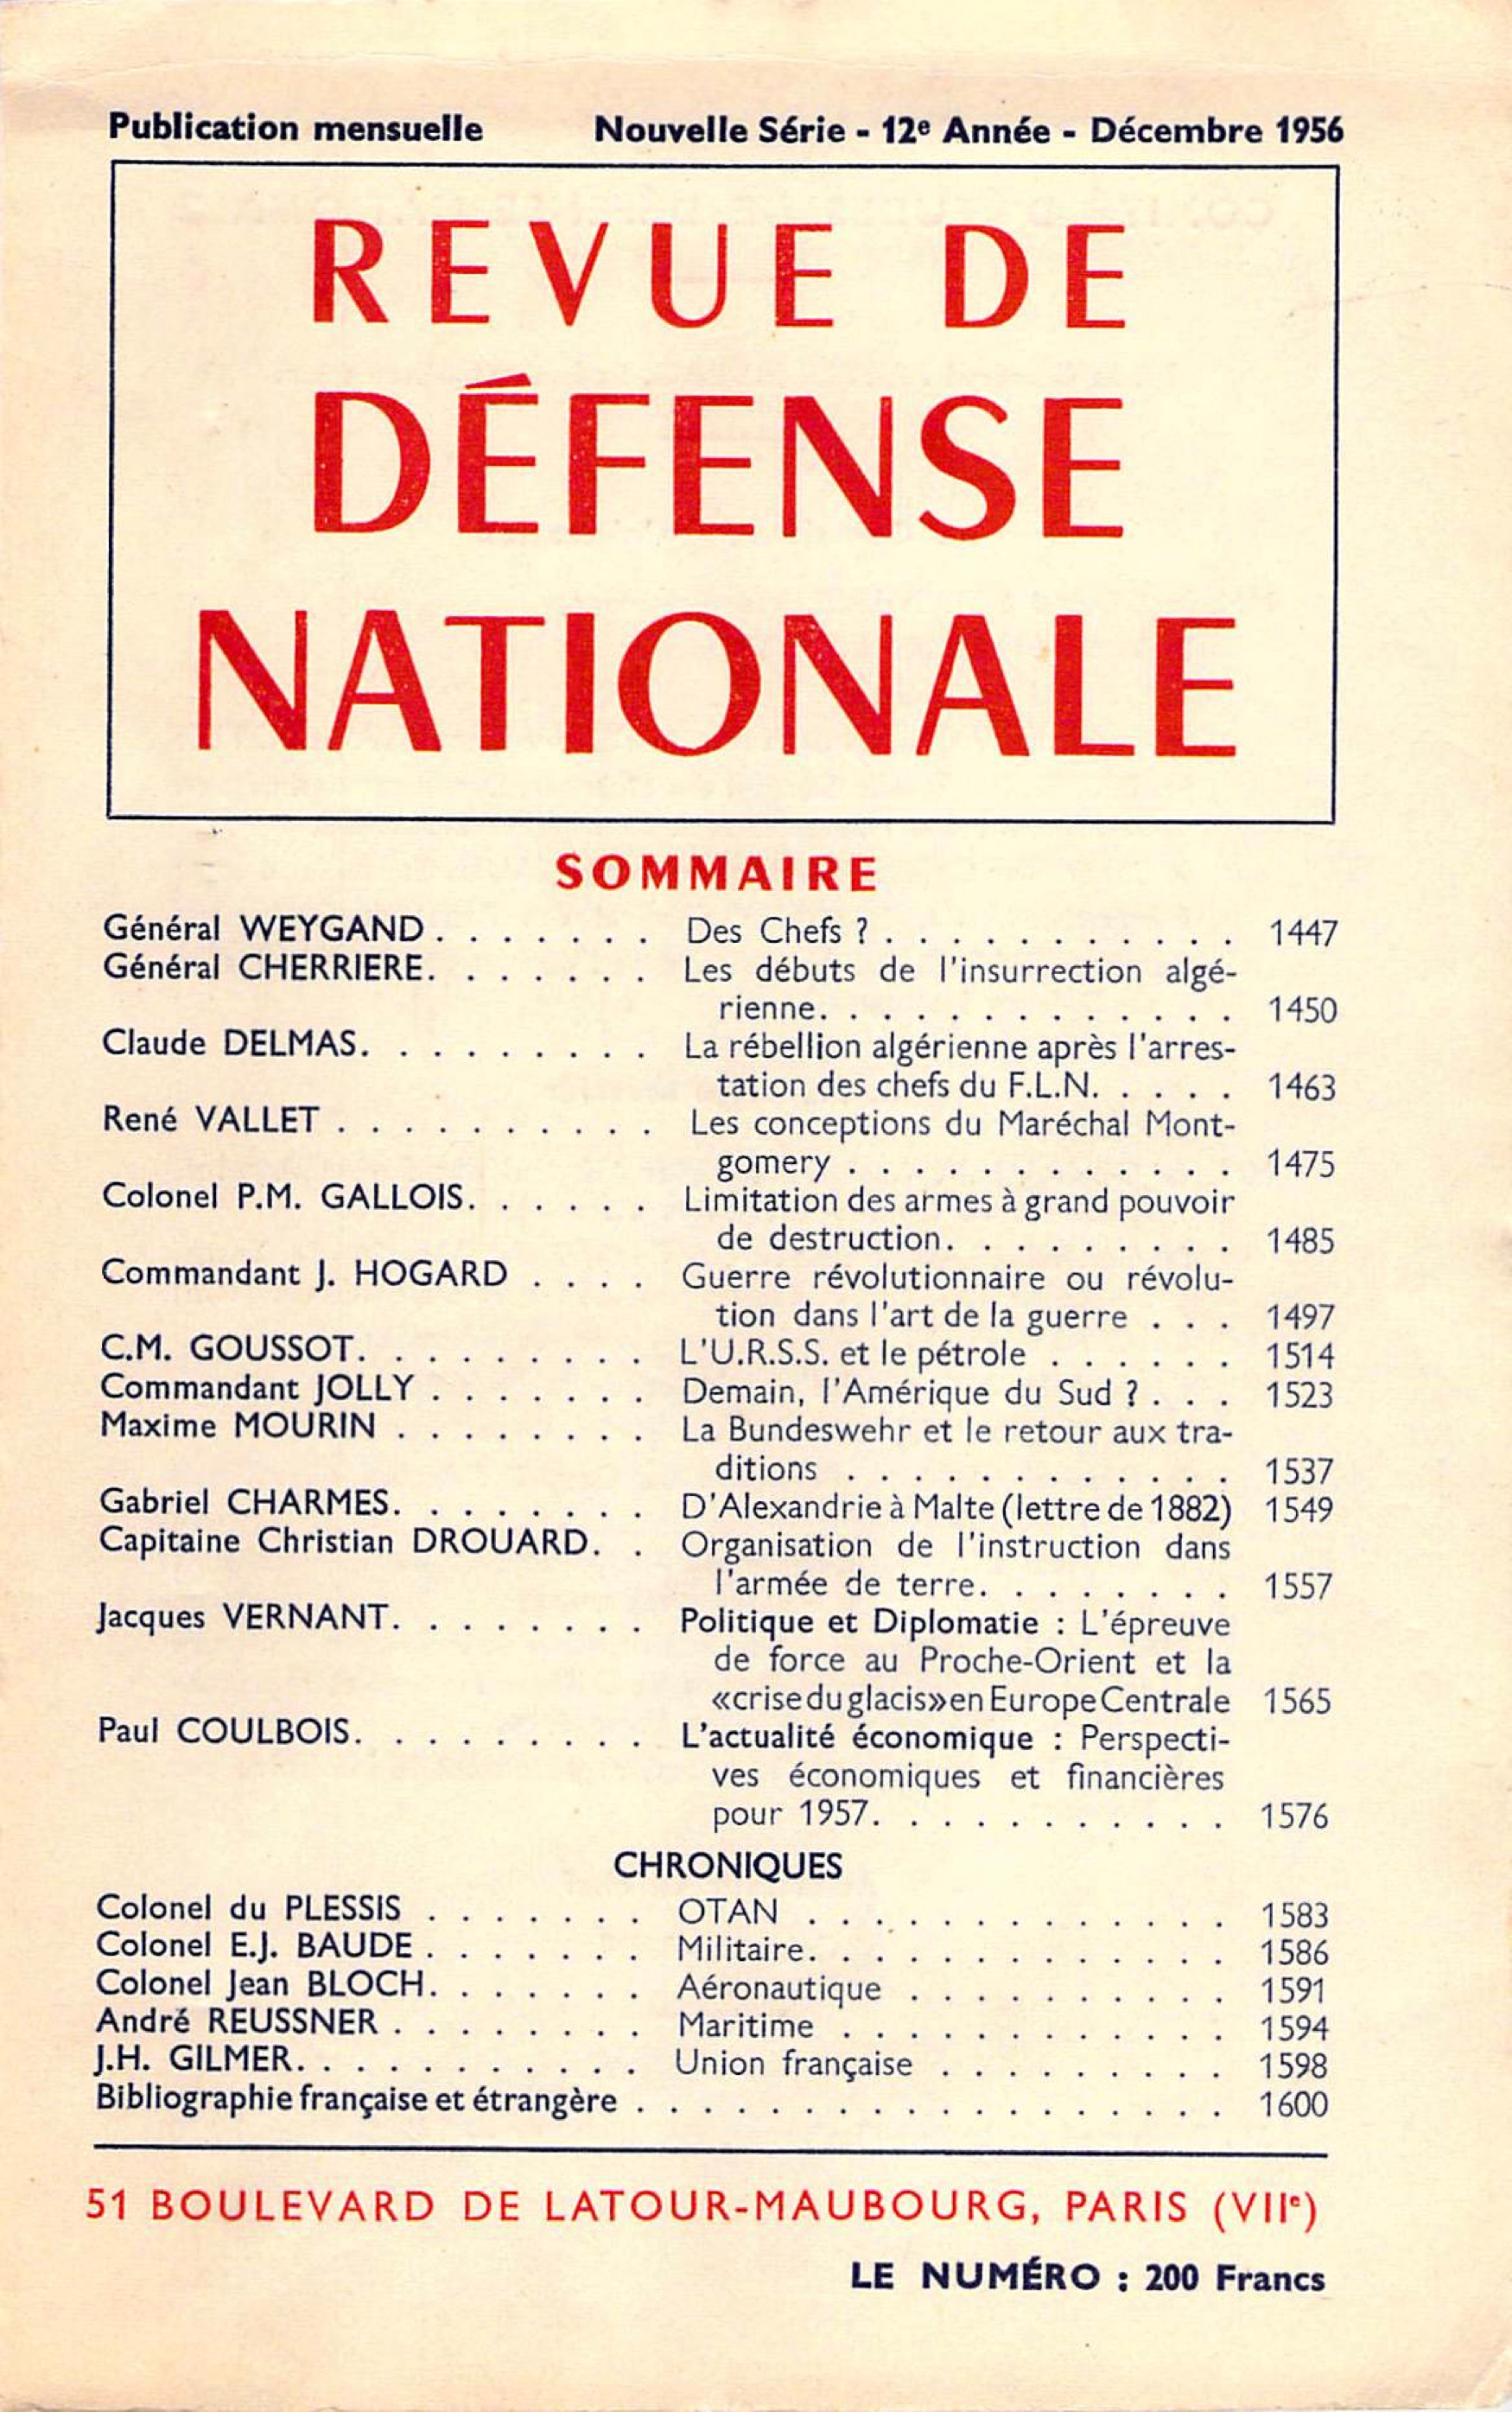 Publication mensuelle Nouvelle Série - 12e Année - Décembre 1956
REVUE DE
DÉFENSE
NATIONALE
SOMMAIRE
Général WEYGAND. . . . . . . Des Chefs ? . . . . . . . . . . . 1447
Général CHERRIERE. . . . . . . Les débuts de l'insurrection algé-
rienne. . . . . . . . . . . . . 1450
Claude DELMAS. . . . . . . . . La rébellion algérienne après l'arres-
tation des chefs du F.L.N. . . . . 1463
René VALLET . . . . . . . . . . Les conceptions du Maréchal Mont-
gomery . . . . . . . . . . . . 1475
Colonel P.M. GALLOIS. . . . . . Limitation des armes à grand pouvoir
de destruction. . . . . . . . . 1485
Commandant J. HOGARD . . . . Guerre révolutionnaire ou révolu-
tion dans l'art de la guerre . . . 1497
C.M. GOUSSOT. . . . . . . . . L'U.R.S.S. et le pétrole . . . . . . 1514
Commandant JOLLY . . . . . . . Demain, l'Amérique du Sud ? . . . 1523
Maxime MOURIN . . . . . . . . La Bundeswehr et le retour aux tra-
ditions . . . . . . . . . . . . 1537
Gabriel CHARMES. . . . . . . . D'Alexandrie à Malte (lettre de 1882) 1549
Capitaine Christian DROUARD. . Organisation de l'instruction dans
l'armée de terre. . . . . . . . 1557
Jacques VERNANT. . . . . . . . Politique et Diplomatie : L'épreuve
de force au Proche-Orient et la
«crise du glacis» en Europe Centrale 1565
Paul COULBOIS. . . . . . . . . L'actualité économique : Perspecti-
ves économiques et financières
pour 1957. . . . . . . . . . . 1576
CHRONIQUES
Colonel du PLESSIS . . . . . . . OTAN . . . . . . . . . . . . . 1583
Colonel E.J. BAUDE . . . . . . . Militaire. . . . . . . . . . . . . 1586
Colonel Jean BLOCH. . . . . . . Aéronautique . . . . . . . . . . 1591
André REUSSNER . . . . . . . . Maritime . . . . . . . . . . . . 1594
J.H. GILMER. . . . . . . . . . . Union française . . . . . . . . . 1598
Bibliographie française et étrangère . . . . . . . . . . . . . . . . . . 1600
51 BOULEVARD DE LATOUR-MAUBOURG, PARIS (VIIe)
LE NUMÉRO : 200 Francs